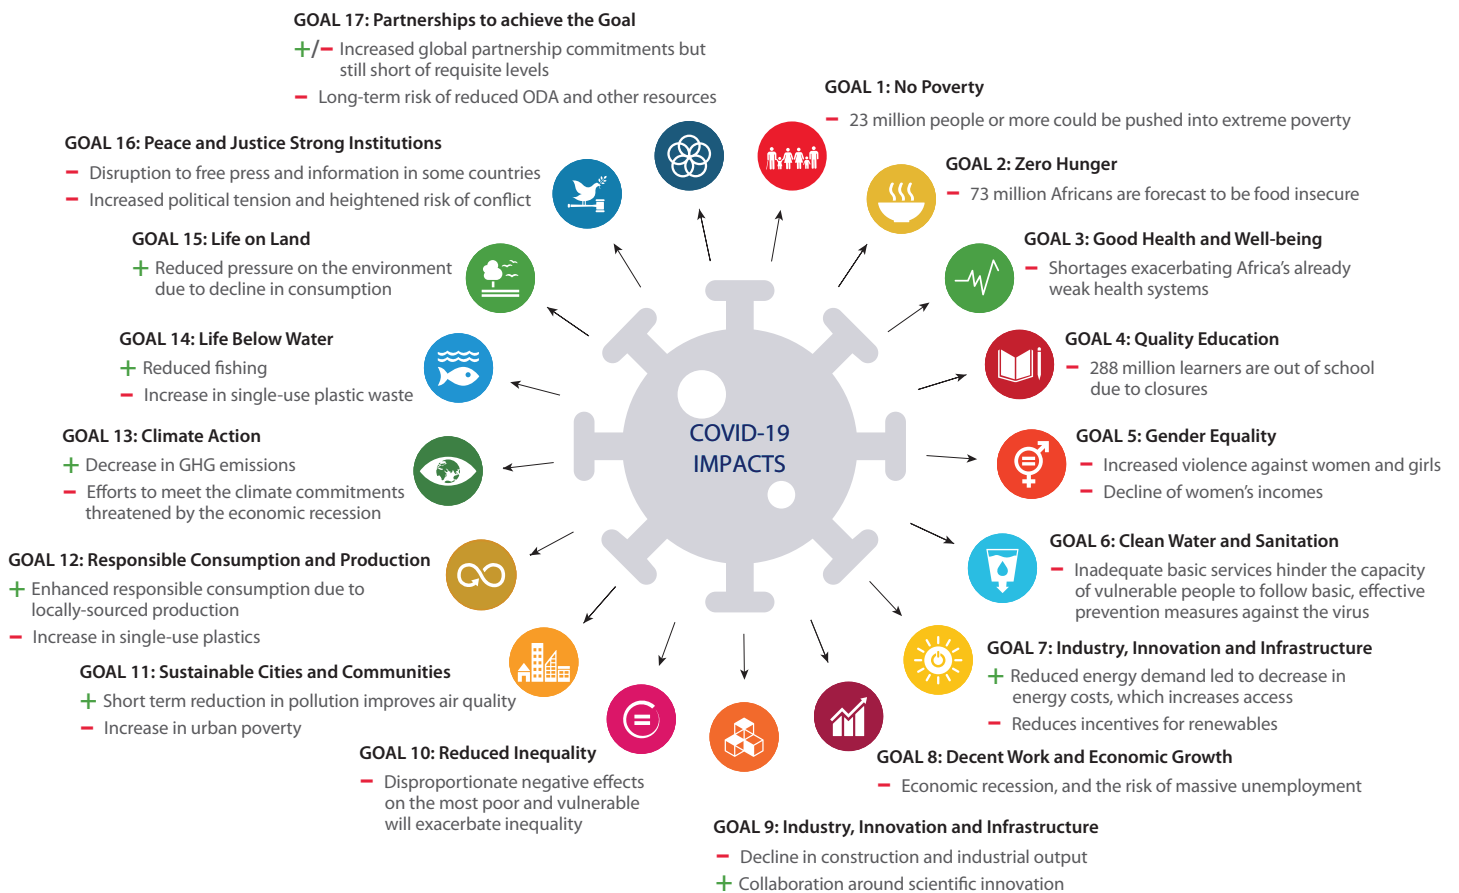 GOAL 17: Partnerships to achieve the Goal
+/− Increased global partnership commitments but
still short of requisite levels
− Long-term risk of reduced ODA and other resources
GOAL 1: No Poverty
− 23 million people or more could be pushed into extreme poverty
GOAL 2: Zero Hunger
− 73 million Africans are forecast to be food insecure
GOAL 3: Good Health and Well-being
− Shortages exacerbating Africa's already
weak health systems
GOAL 4: Quality Education
− 288 million learners are out of school
due to closures
GOAL 5: Gender Equality
− Increased violence against women and girls
− Decline of women's incomes
GOAL 6: Clean Water and Sanitation
− Inadequate basic services hinder the capacity
of vulnerable people to follow basic, effective
prevention measures against the virus
GOAL 7: Industry, Innovation and Infrastructure
+ Reduced energy demand led to decrease in
energy costs, which increases access
− Reduces incentives for renewables
GOAL 8: Decent Work and Economic Growth
− Economic recession, and the risk of massive unemployment
GOAL 9: Industry, Innovation and Infrastructure
− Decline in construction and industrial output
+ Collaboration around scientific innovation
GOAL 10: Reduced Inequality
− Disproportionate negative effects
on the most poor and vulnerable
will exacerbate inequality
GOAL 11: Sustainable Cities and Communities
+ Short term reduction in pollution improves air quality
− Increase in urban poverty
GOAL 12: Responsible Consumption and Production
+ Enhanced responsible consumption due to
locally-sourced production
− Increase in single-use plastics
GOAL 13: Climate Action
+ Decrease in GHG emissions
− Efforts to meet the climate commitments
threatened by the economic recession
GOAL 14: Life Below Water
+ Reduced fishing
− Increase in single-use plastic waste
GOAL 15: Life on Land
+ Reduced pressure on the environment
due to decline in consumption
GOAL 16: Peace and Justice Strong Institutions
− Disruption to free press and information in some countries
− Increased political tension and heightened risk of conflict
COVID-19
IMPACTS